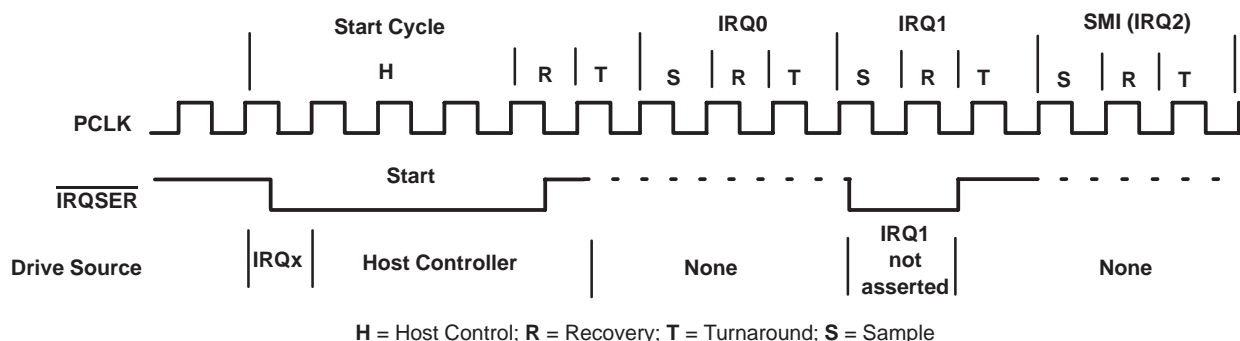 Start Cycle IRQ0 IRQ1 SMI (IRQ2)
H R T S R T S R T S R T
PCLK
Start
IRQSER
Drive Source IRQx Host Controller None IRQ1 not asserted None
H = Host Control; R = Recovery; T = Turnaround; S = Sample